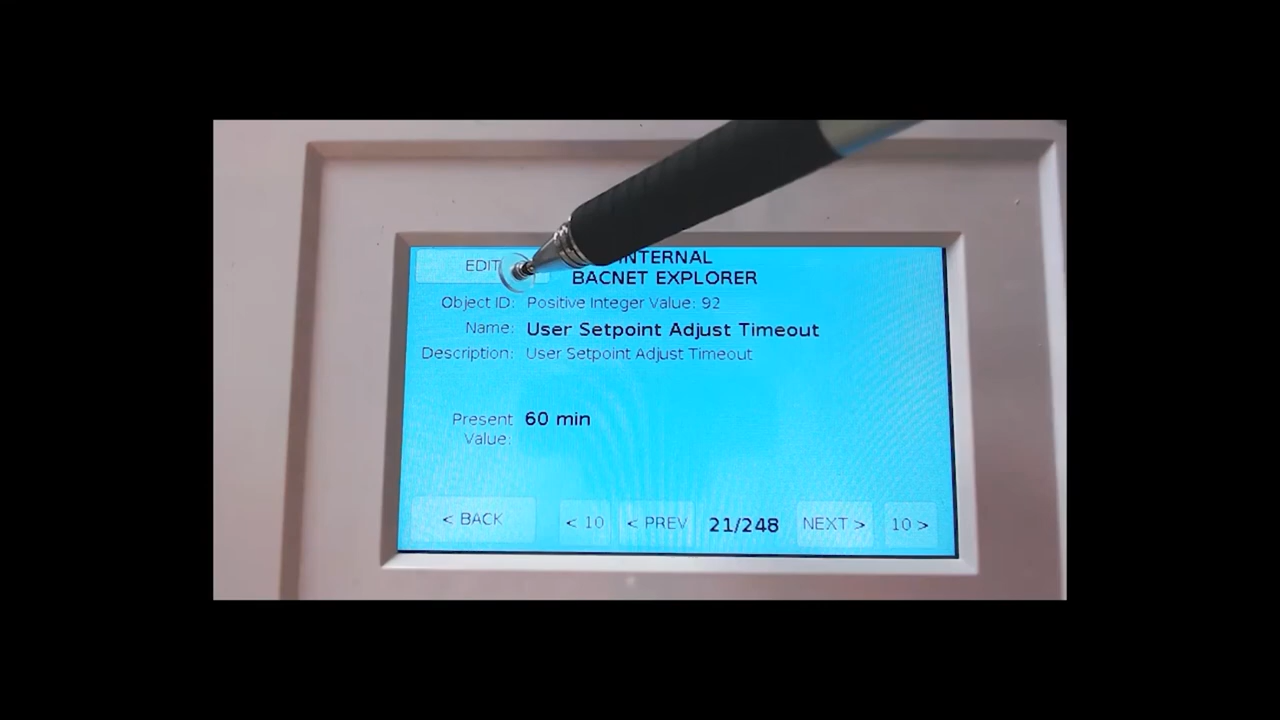 EDIT
INTERNAL
BACNET EXPLORER
Object ID: Positive Integer Value: 92
Name: User Setpoint Adjust Timeout
Description: User Setpoint Adjust Timeout
Present Value: 60 min
< BACK < 10 < PREV 21/248 NEXT > 10 >